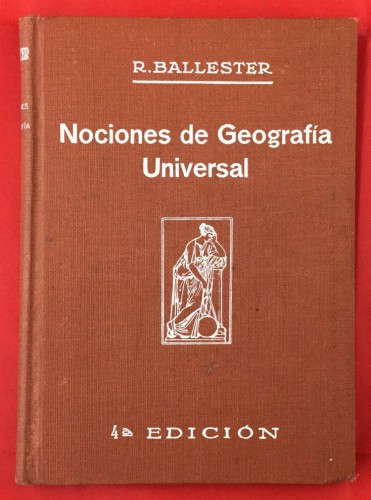 R. BALLESTER
Nociones de Geografía
Universal
4ª EDICIÓN